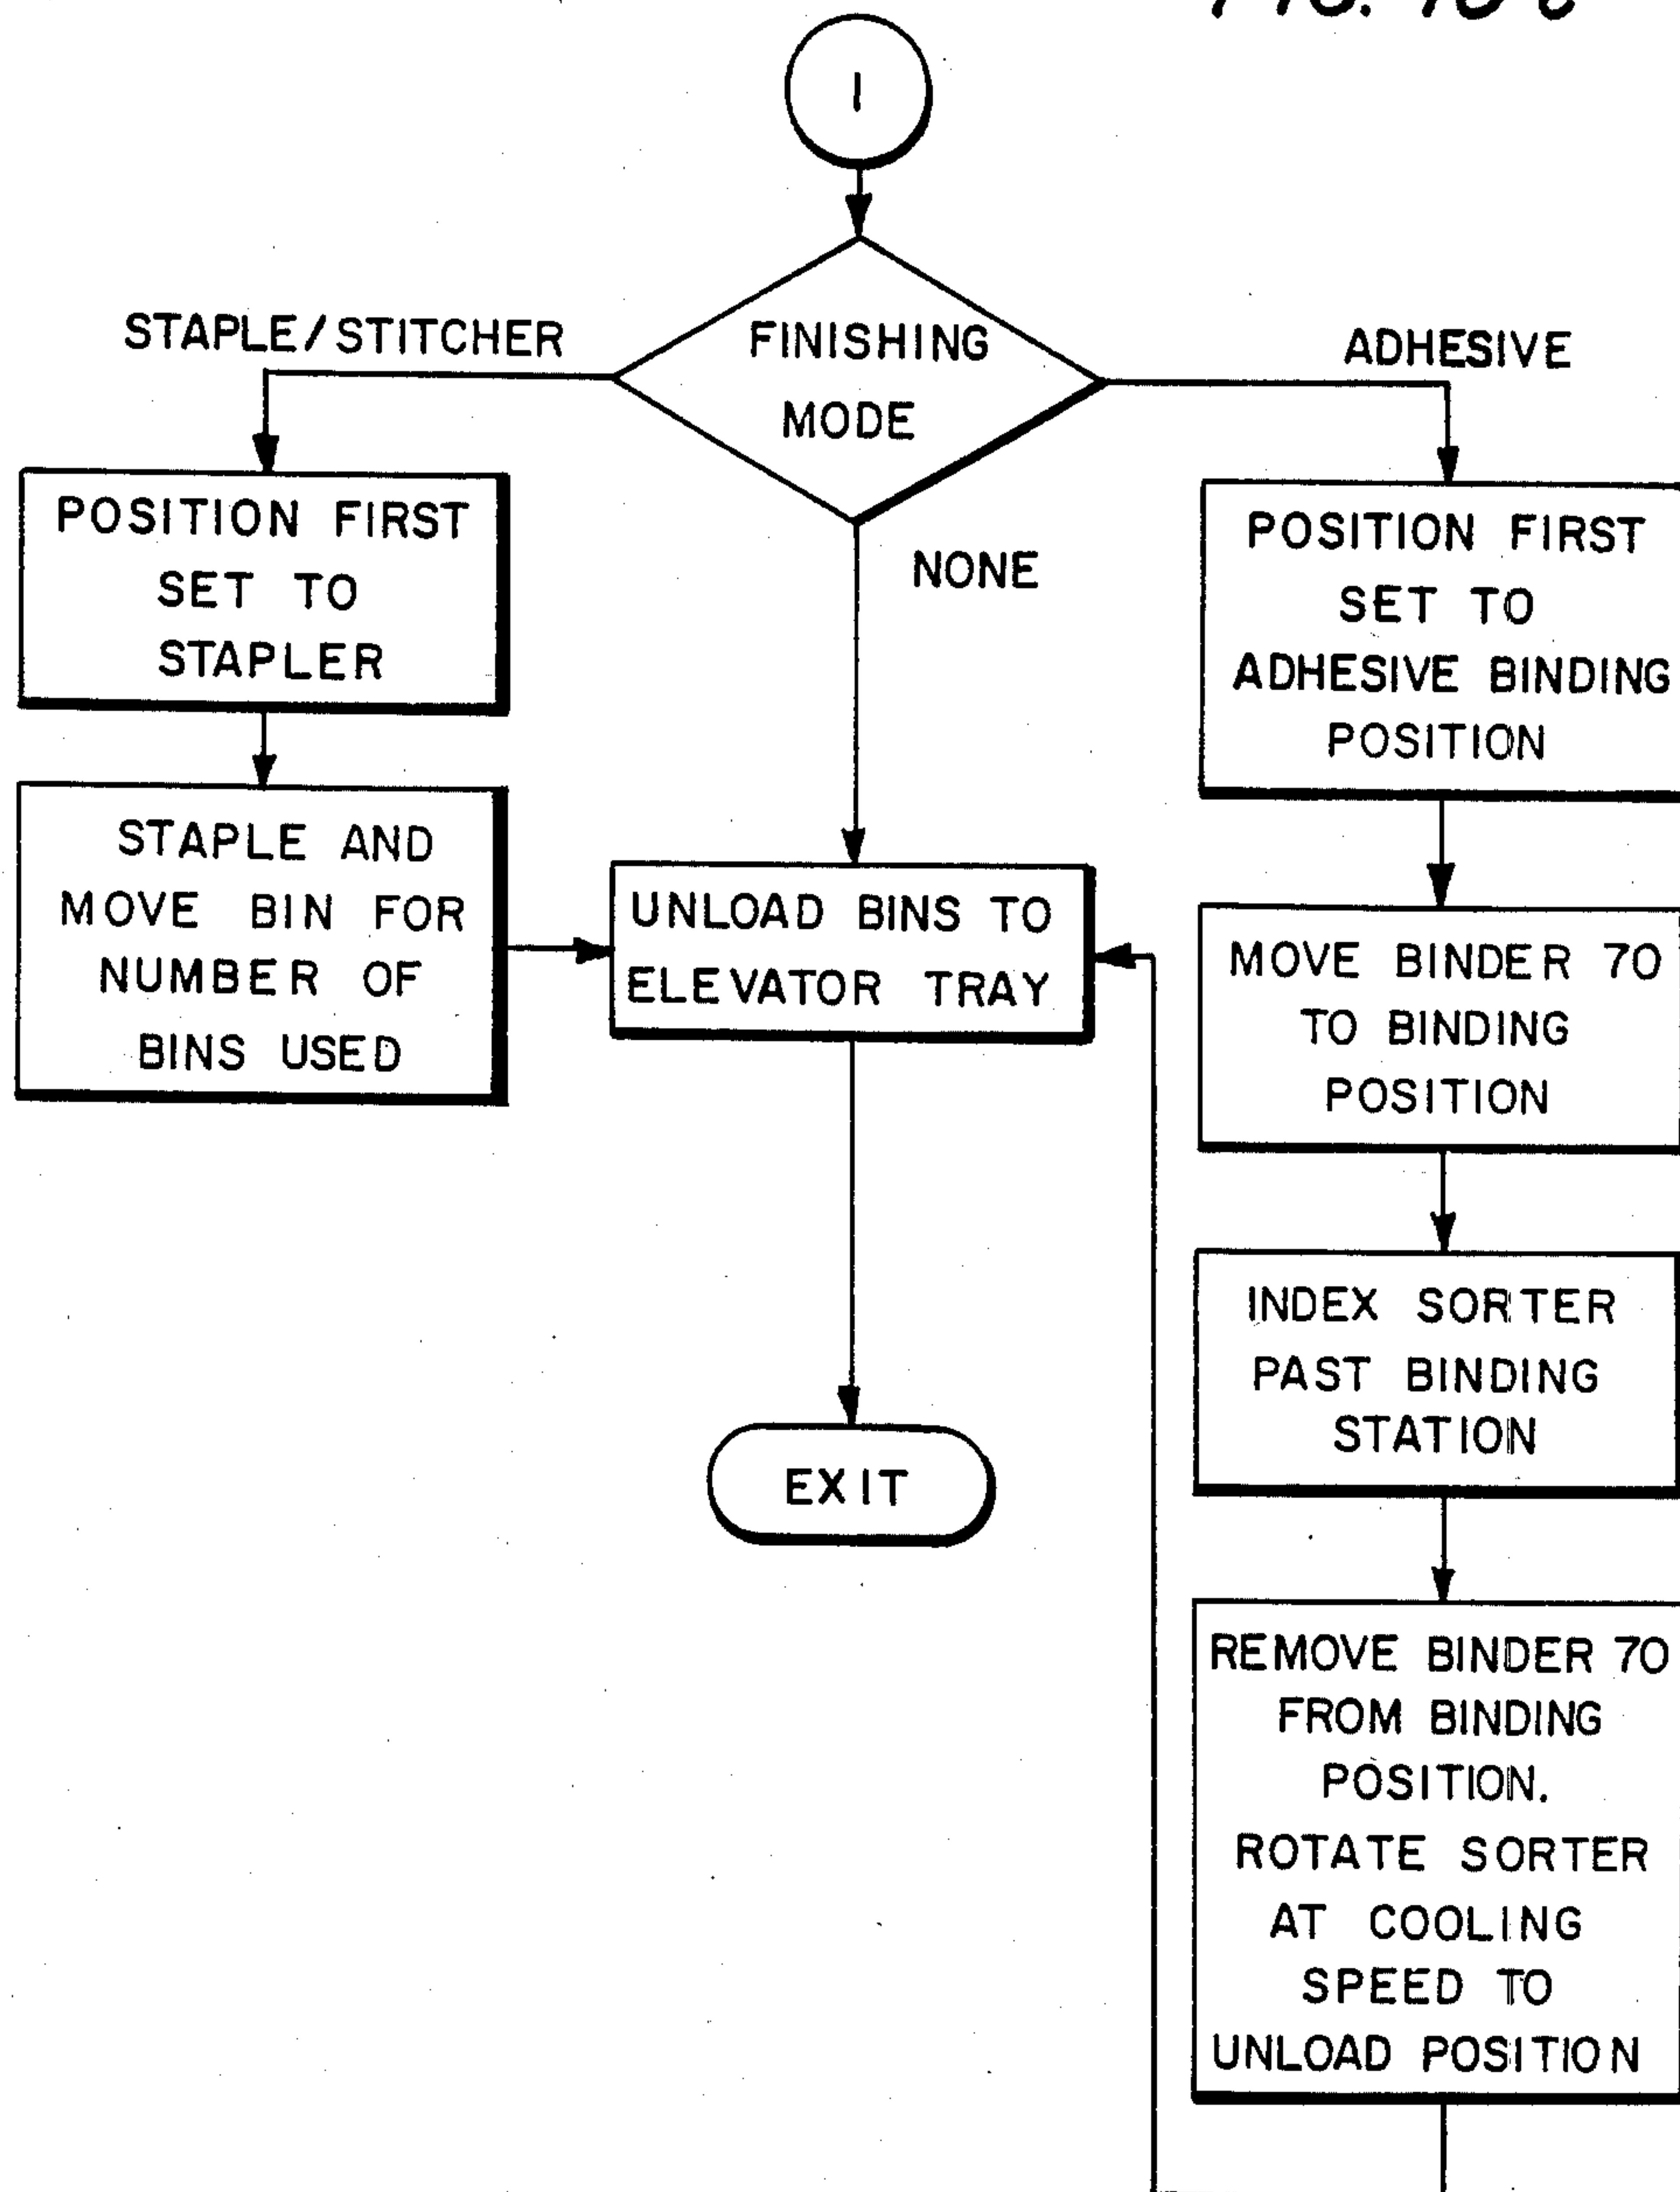 1
FINISHING
MODE
STAPLE/STITCHER
ADHESIVE
NONE
POSITION FIRST
SET TO
STAPLER
STAPLE AND
MOVE BIN FOR
NUMBER OF
BINS USED
UNLOAD BINS TO
ELEVATOR TRAY
EXIT
POSITION FIRST
SET TO
ADHESIVE BINDING
POSITION
MOVE BINDER 70
TO BINDING
POSITION
INDEX SORTER
PAST BINDING
STATION
REMOVE BINDER 70
FROM BINDING
POSITION.
ROTATE SORTER
AT COOLING
SPEED TO
UNLOAD POSITION